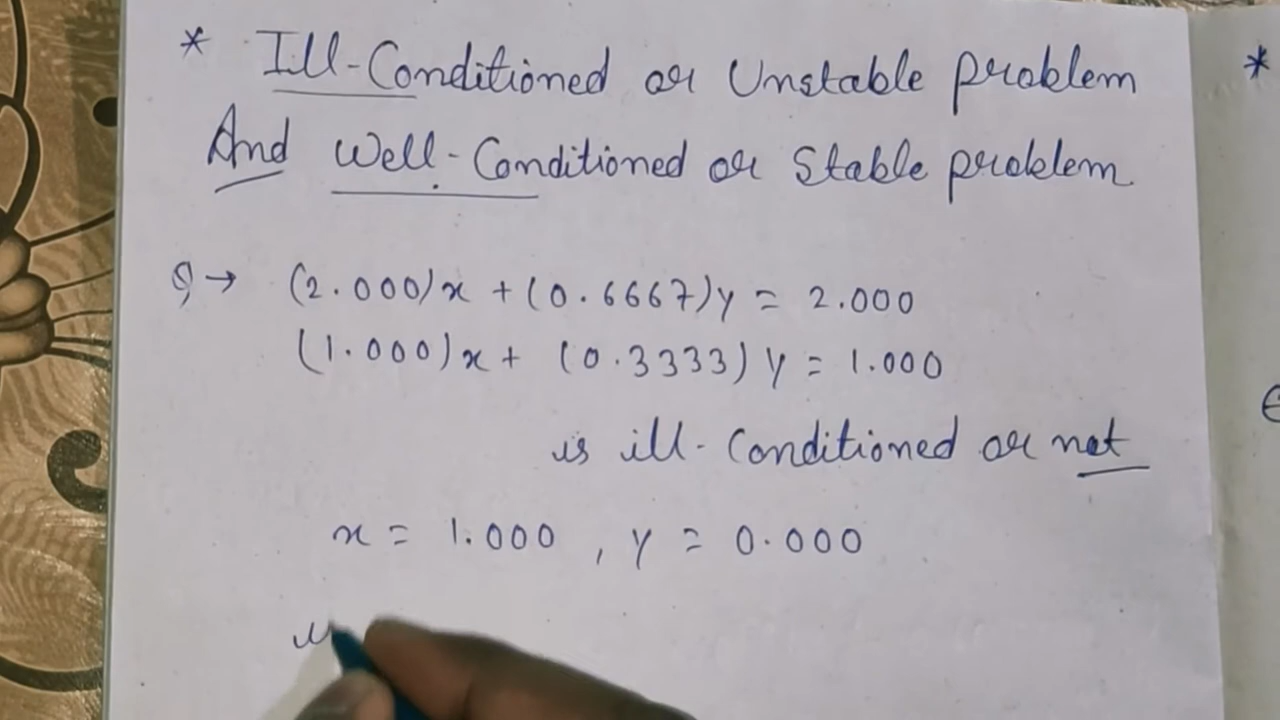 * Ill-Conditioned or Unstable problem
And Well-Conditioned or Stable problem
Q → (2.000)x + (0.6667)y = 2.000
(1.000)x + (0.3333)y = 1.000
is ill-Conditioned or not
x = 1.000, y = 0.000
*